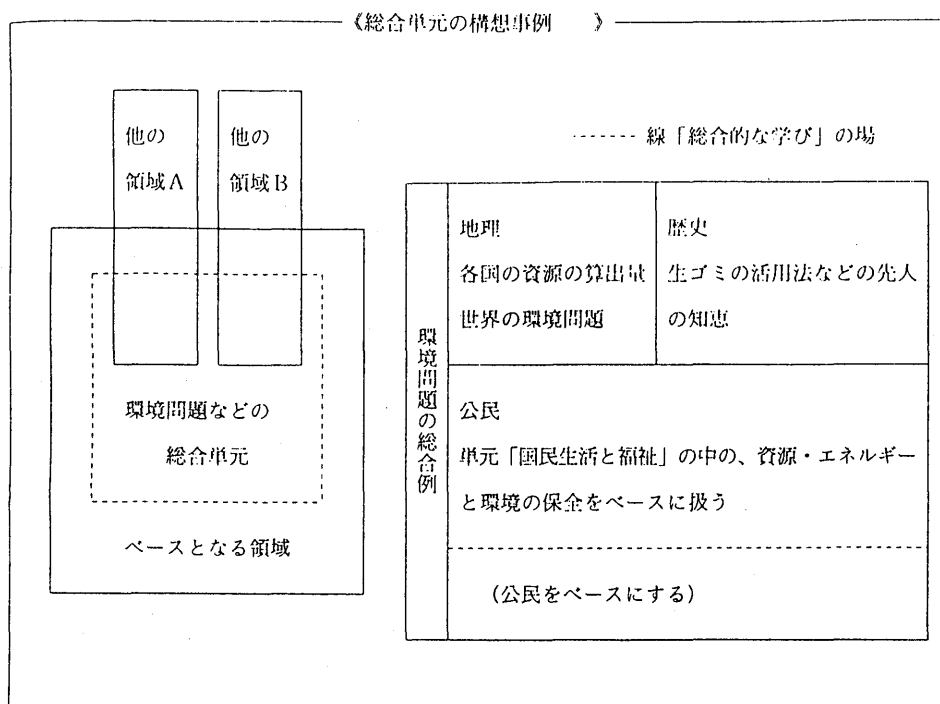 《総合単元の構想事例　　》
他の
領域A
他の
領域B
環境問題などの
総合単元
ベースとなる領域
------- 線「総合的な学び」の場
環境問題の総合例
地理
各国の資源の算出量
世界の環境問題
歴史
生ゴミの活用法などの先人
の知恵
公民
単元「国民生活と福祉」の中の、資源・エネルギー
と環境の保全をベースに扱う
(公民をベースにする)